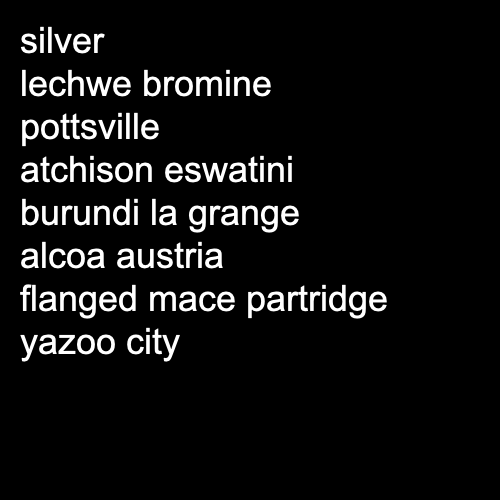 silver
lechwe bromine
pottsville
atchison eswatini
burundi la grange
alcoa austria
flanged mace partridge
yazoo city